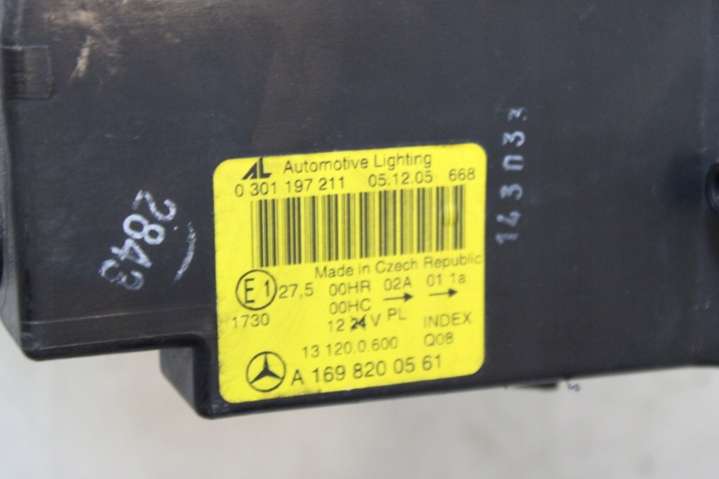 AL Automotive Lighting
0 301 197 211 05.12.05 668
Made in Czech Republic
E1 27,5 00HR 02A 01 1a
00HC
1730 12 24 V PL INDEX
13 120.0.600 Q08
A 169 820 05 61
2843
143033